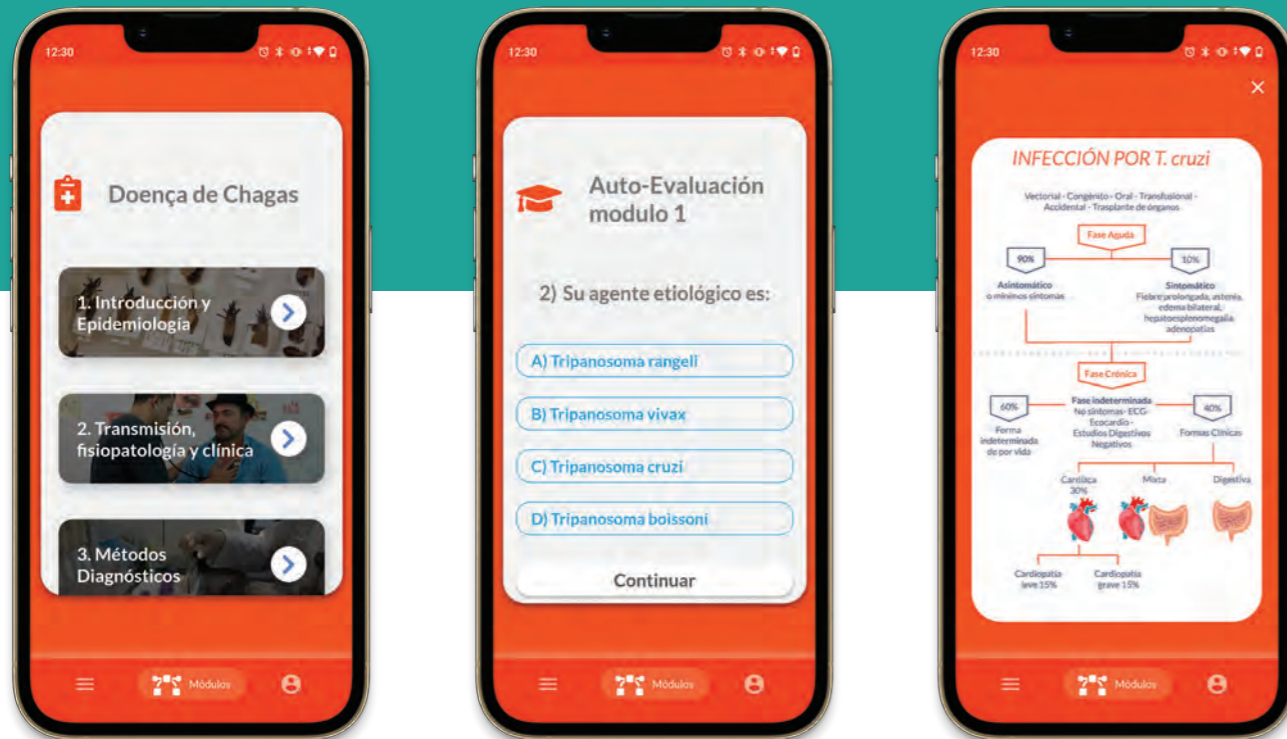 12:30
Doença de Chagas
1. Introducción y
Epidemiología
2. Transmisión,
fisiopatología y clínica
3. Métodos
Diagnósticos
Módulos
12:30
Auto-Evaluación
modulo 1
2) Su agente etiológico es:
A) Tripanosoma rangeli
B) Tripanosoma vivax
C) Tripanosoma cruzi
D) Tripanosoma boissoni
Continuar
Módulos
12:30
INFECCIÓN POR T. cruzi
Vectorial - Congénito - Oral - Transfusional -
Accidental - Trasplante de órganos
Fase Aguda
90%
Asintomático
o mínimos síntomas
10%
Sintomático
Fiebre prolongada, astenia,
edema bilateral,
hepatoesplenomegalia,
adenopatías
Fase Crónica
60%
Forma
indeterminada
de por vida
Fase indeterminada
No síntomas- ECG-
Ecocardio -
Estudios Digestivos
Negativos
40%
Formas Clínicas
Cardíaca
30%
Mixta
Digestiva
Cardiopatía
leve 15%
Cardiopatía
grave 15%
Módulos